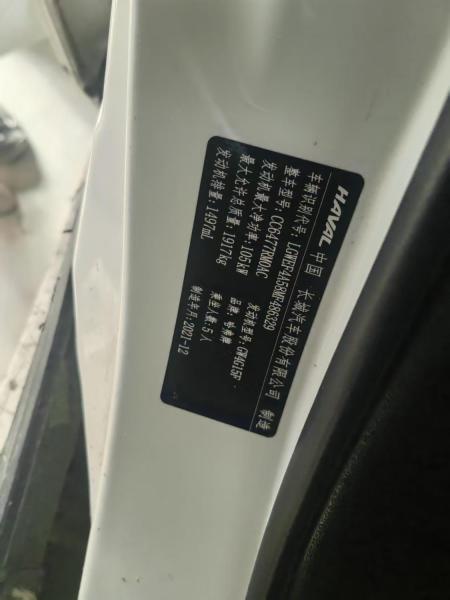 HAVAL 中国 长城汽车股份有限公司 制造
车辆识别代号: LGWEF4A58MF486329
整车型号: CC6477RM0AC 发动机型号: GW4G15F
发动机最大净功率: 105kW 品牌: 哈弗牌
最大允许总质量: 1917kg 乘坐人数: 5人
发动机排量: 1497mL 制造年月: 2021-12